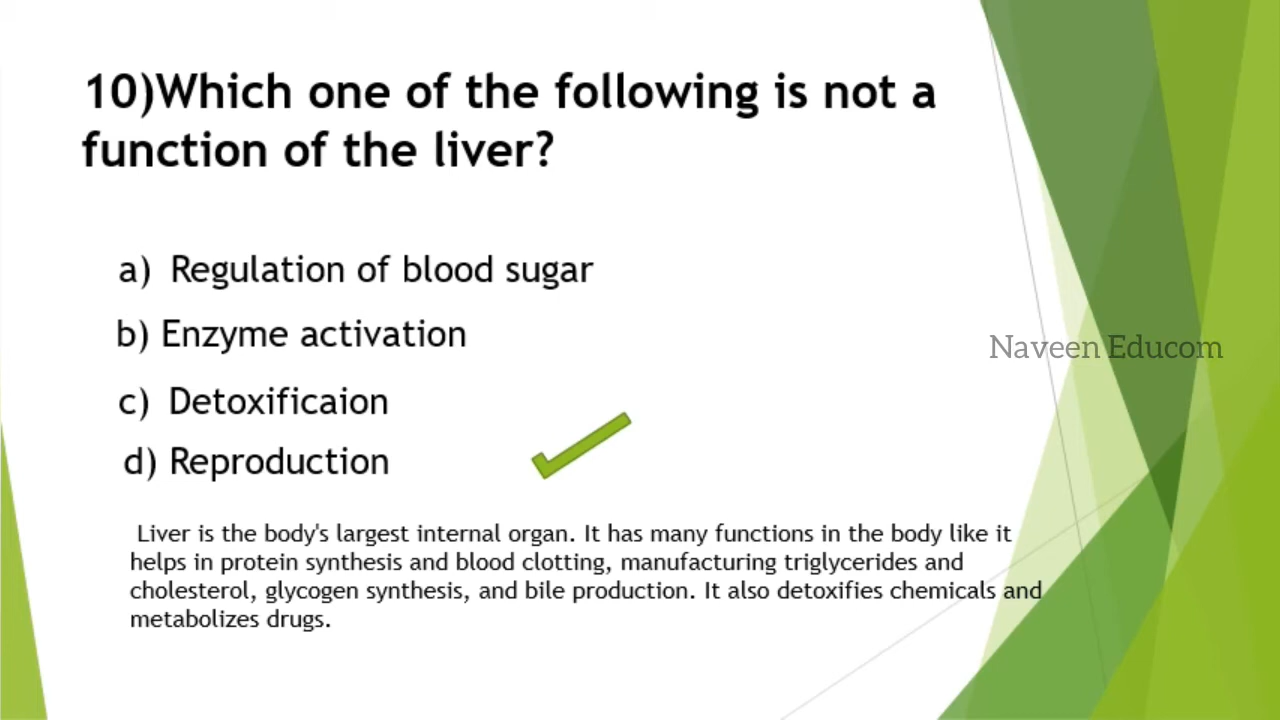 10)Which one of the following is not a
function of the liver?
a) Regulation of blood sugar
b) Enzyme activation
Naveen Educom
c) Detoxificaion
d) Reproduction
Liver is the body's largest internal organ. It has many functions in the body like it
helps in protein synthesis and blood clotting, manufacturing triglycerides and
cholesterol, glycogen synthesis, and bile production. It also detoxifies chemicals and
metabolizes drugs.